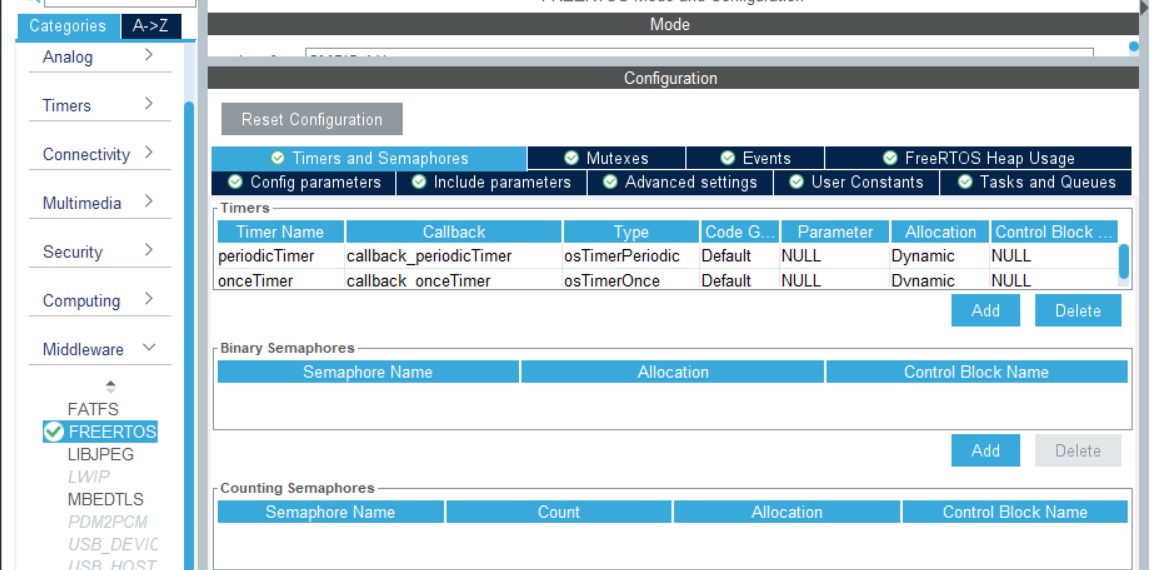 Categories
A->Z
Analog
Timers
Connectivity
Multimedia
Security
Computing
Middleware
FATFS
FREERTOS
LIBJPEG
LWIP
MBEDTLS
PDM2PCM
USB_DEVIC
USB_HOST
FREERTOS Mode and Configuration
Mode
Configuration
Reset Configuration
Timers and Semaphores Mutexes Events FreeRTOS Heap Usage
Config parameters Include parameters Advanced settings User Constants Tasks and Queues
Timers
Timer Name Callback Type Code G... Parameter Allocation Control Block ...
periodicTimer callback_periodicTimer osTimerPeriodic Default NULL Dynamic NULL
onceTimer callback_onceTimer osTimerOnce Default NULL Dynamic NULL
Add Delete
Binary Semaphores
Semaphore Name Allocation Control Block Name
Add Delete
Counting Semaphores
Semaphore Name Count Allocation Control Block Name